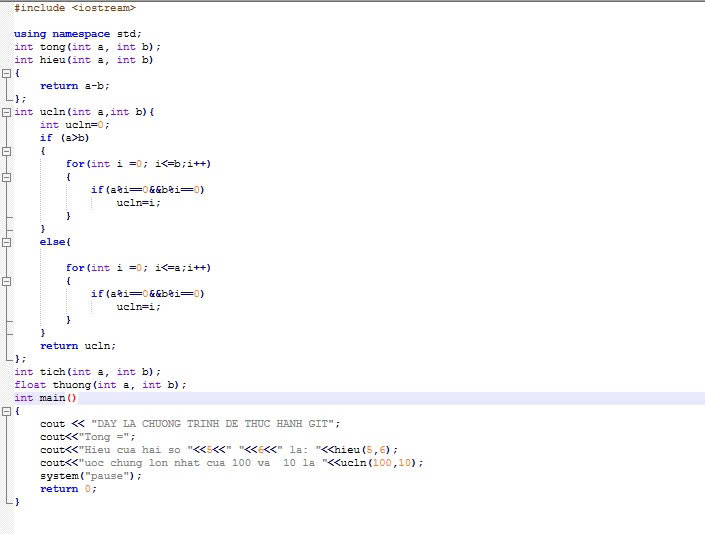 #include <iostream>
using namespace std;
int tong(int a, int b);
int hieu(int a, int b)
{
return a-b;
};
int ucln(int a,int b){
int ucln=0;
if (a>b)
{
for(int i =0; i<=b;i++)
{
if(a%i==0&&b%i==0)
ucln=i;
}
}
else{
for(int i =0; i<=a;i++)
{
if(a%i==0&&b%i==0)
ucln=i;
}
}
return ucln;
};
int tich(int a, int b);
float thuong(int a, int b);
int main()
{
cout << "DAY LA CHUONG TRINH DE THUC HANH GIT";
cout<<"Tong =";
cout<<"Hieu cua hai so "<<5<<" "<<6<<" la: "<<hieu(5,6);
cout<<"uoc chung lon nhat cua 100 va  10 la "<<ucln(100,10);
system("pause");
return 0;
}